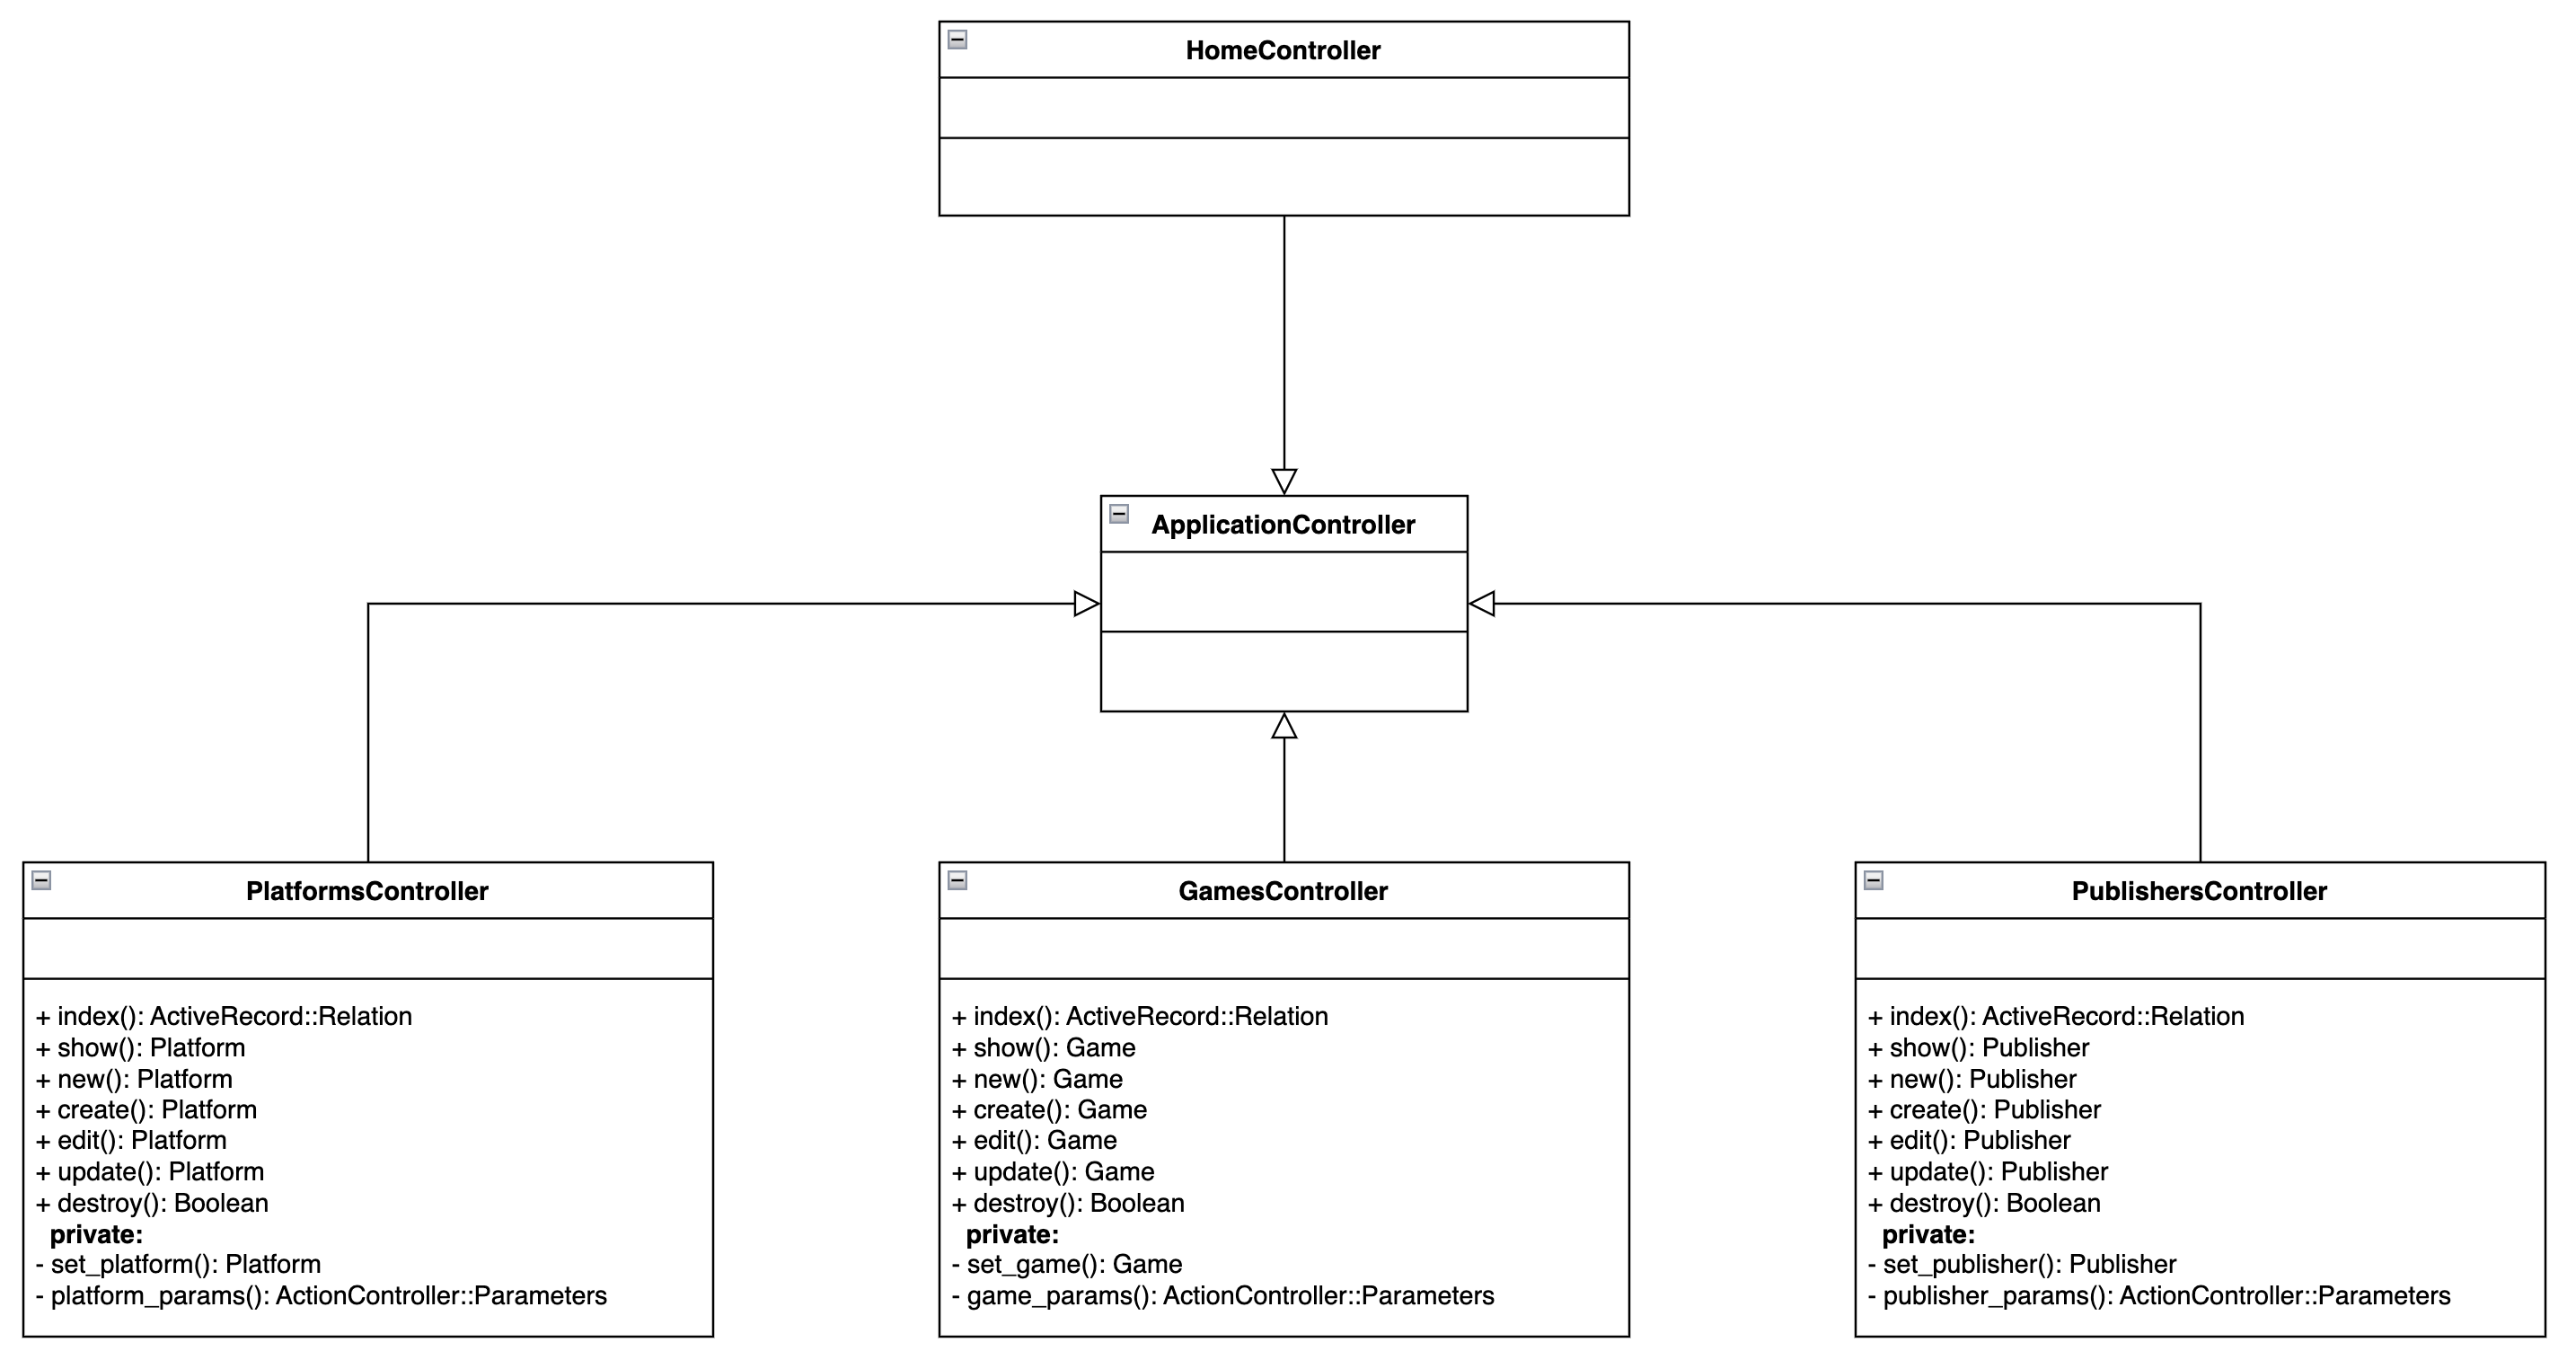 HomeController
ApplicationController
PlatformsController
+ index(): ActiveRecord::Relation
+ show(): Platform
+ new(): Platform
+ create(): Platform
+ edit(): Platform
+ update(): Platform
+ destroy(): Boolean
private:
- set_platform(): Platform
- platform_params(): ActionController::Parameters
GamesController
+ index(): ActiveRecord::Relation
+ show(): Game
+ new(): Game
+ create(): Game
+ edit(): Game
+ update(): Game
+ destroy(): Boolean
private:
- set_game(): Game
- game_params(): ActionController::Parameters
PublishersController
+ index(): ActiveRecord::Relation
+ show(): Publisher
+ new(): Publisher
+ create(): Publisher
+ edit(): Publisher
+ update(): Publisher
+ destroy(): Boolean
private:
- set_publisher(): Publisher
- publisher_params(): ActionController::Parameters